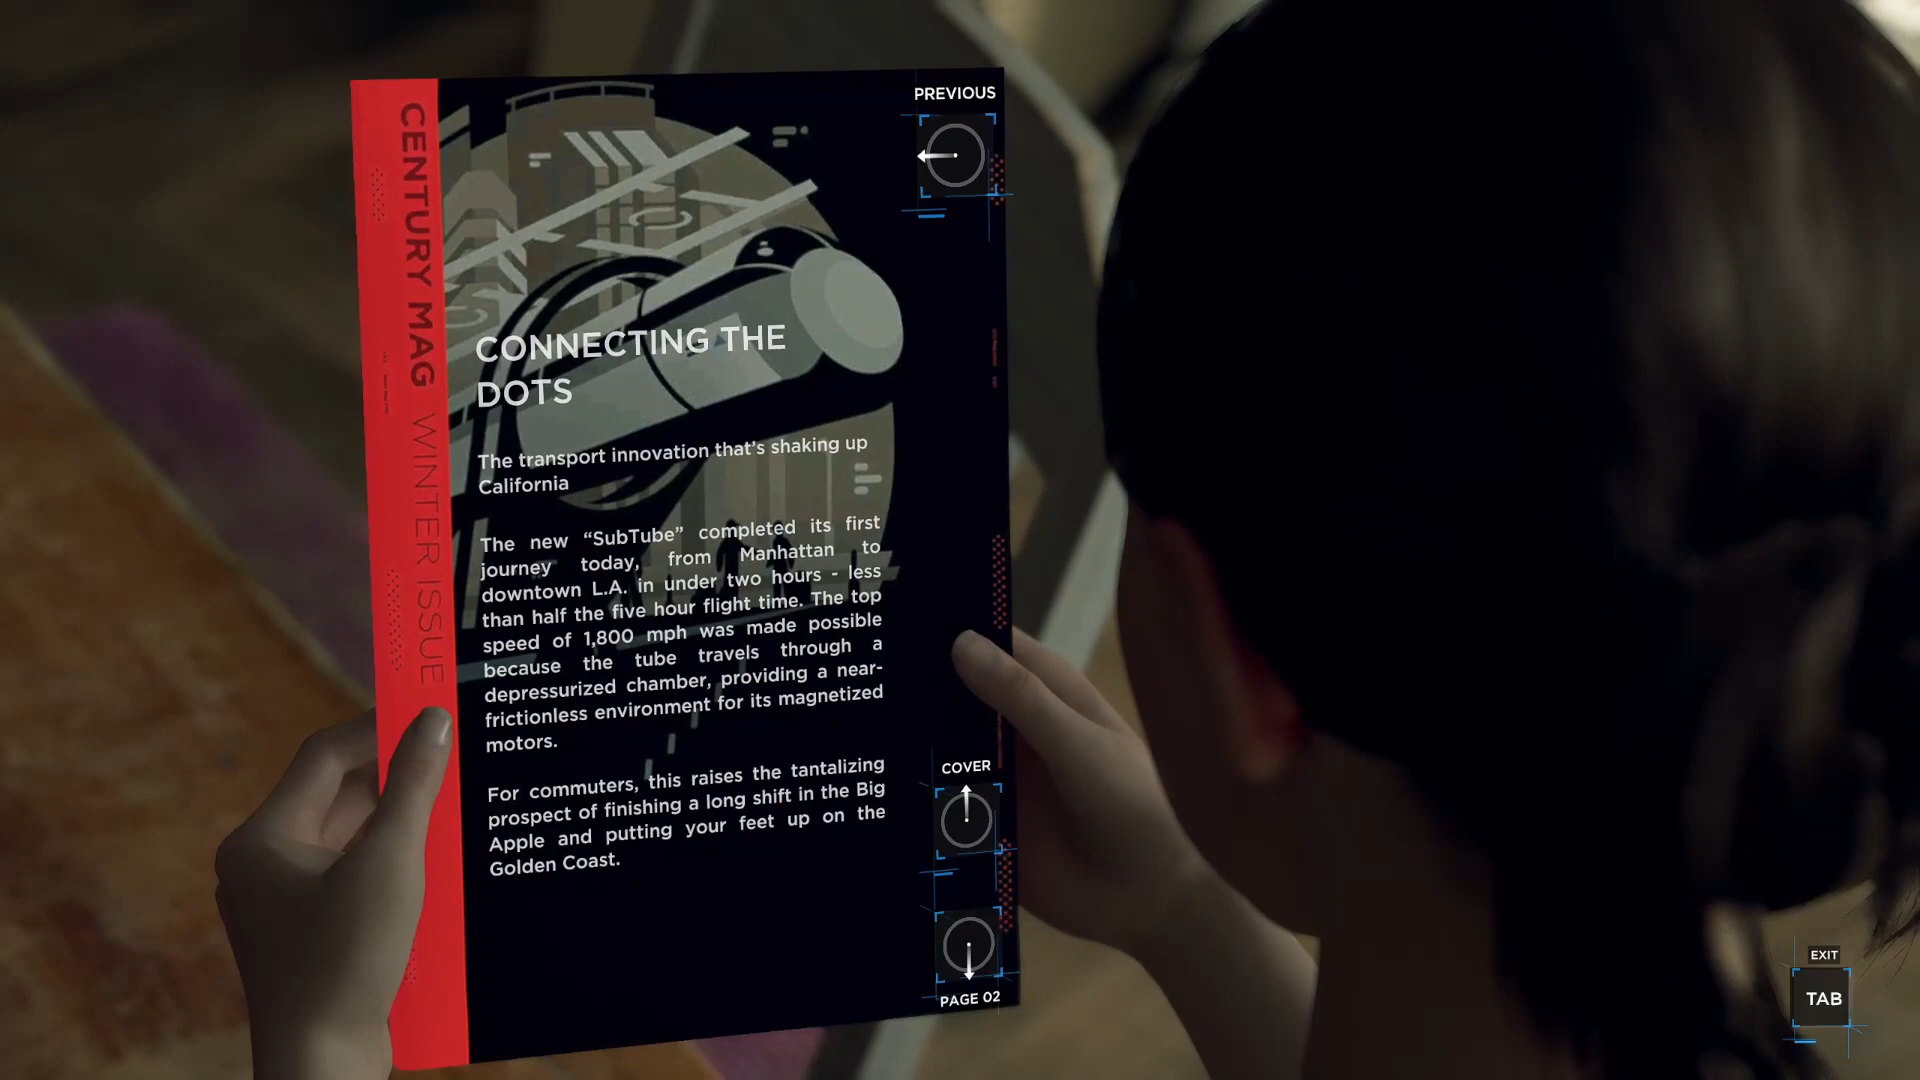 CENTURY MAG WINTER ISSUE
PREVIOUS
CONNECTING THE
DOTS
The transport innovation that's shaking up
California
The new “SubTube” completed its first
journey today, from Manhattan to
downtown L.A. in under two hours - less
than half the five hour flight time. The top
speed of 1,800 mph was made possible
because the tube travels through a
depressurized chamber, providing a near-
frictionless environment for its magnetized
motors.
For commuters, this raises the tantalizing
prospect of finishing a long shift in the Big
Apple and putting your feet up on the
Golden Coast.
COVER
PAGE 02
EXIT
TAB